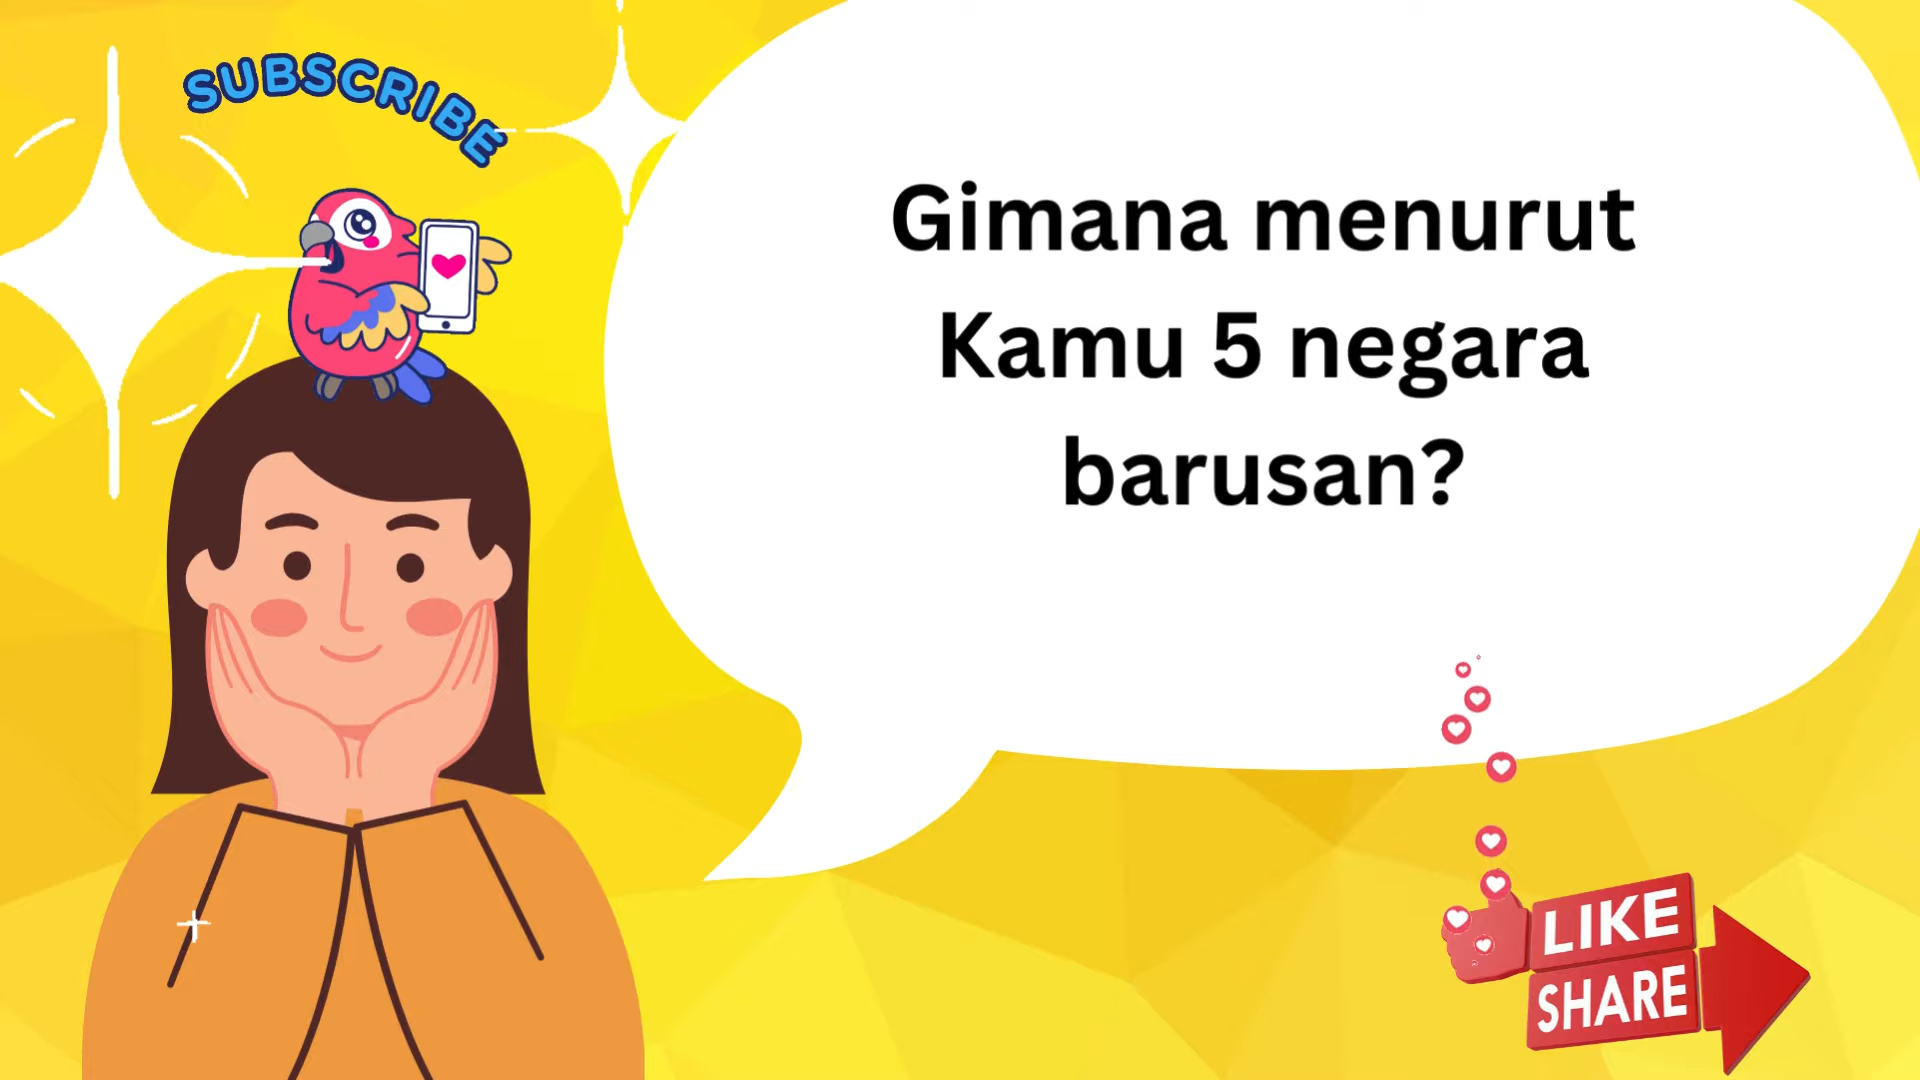 SUBSCRIBE
Gimana menurut
Kamu 5 negara
barusan?
LIKE
SHARE